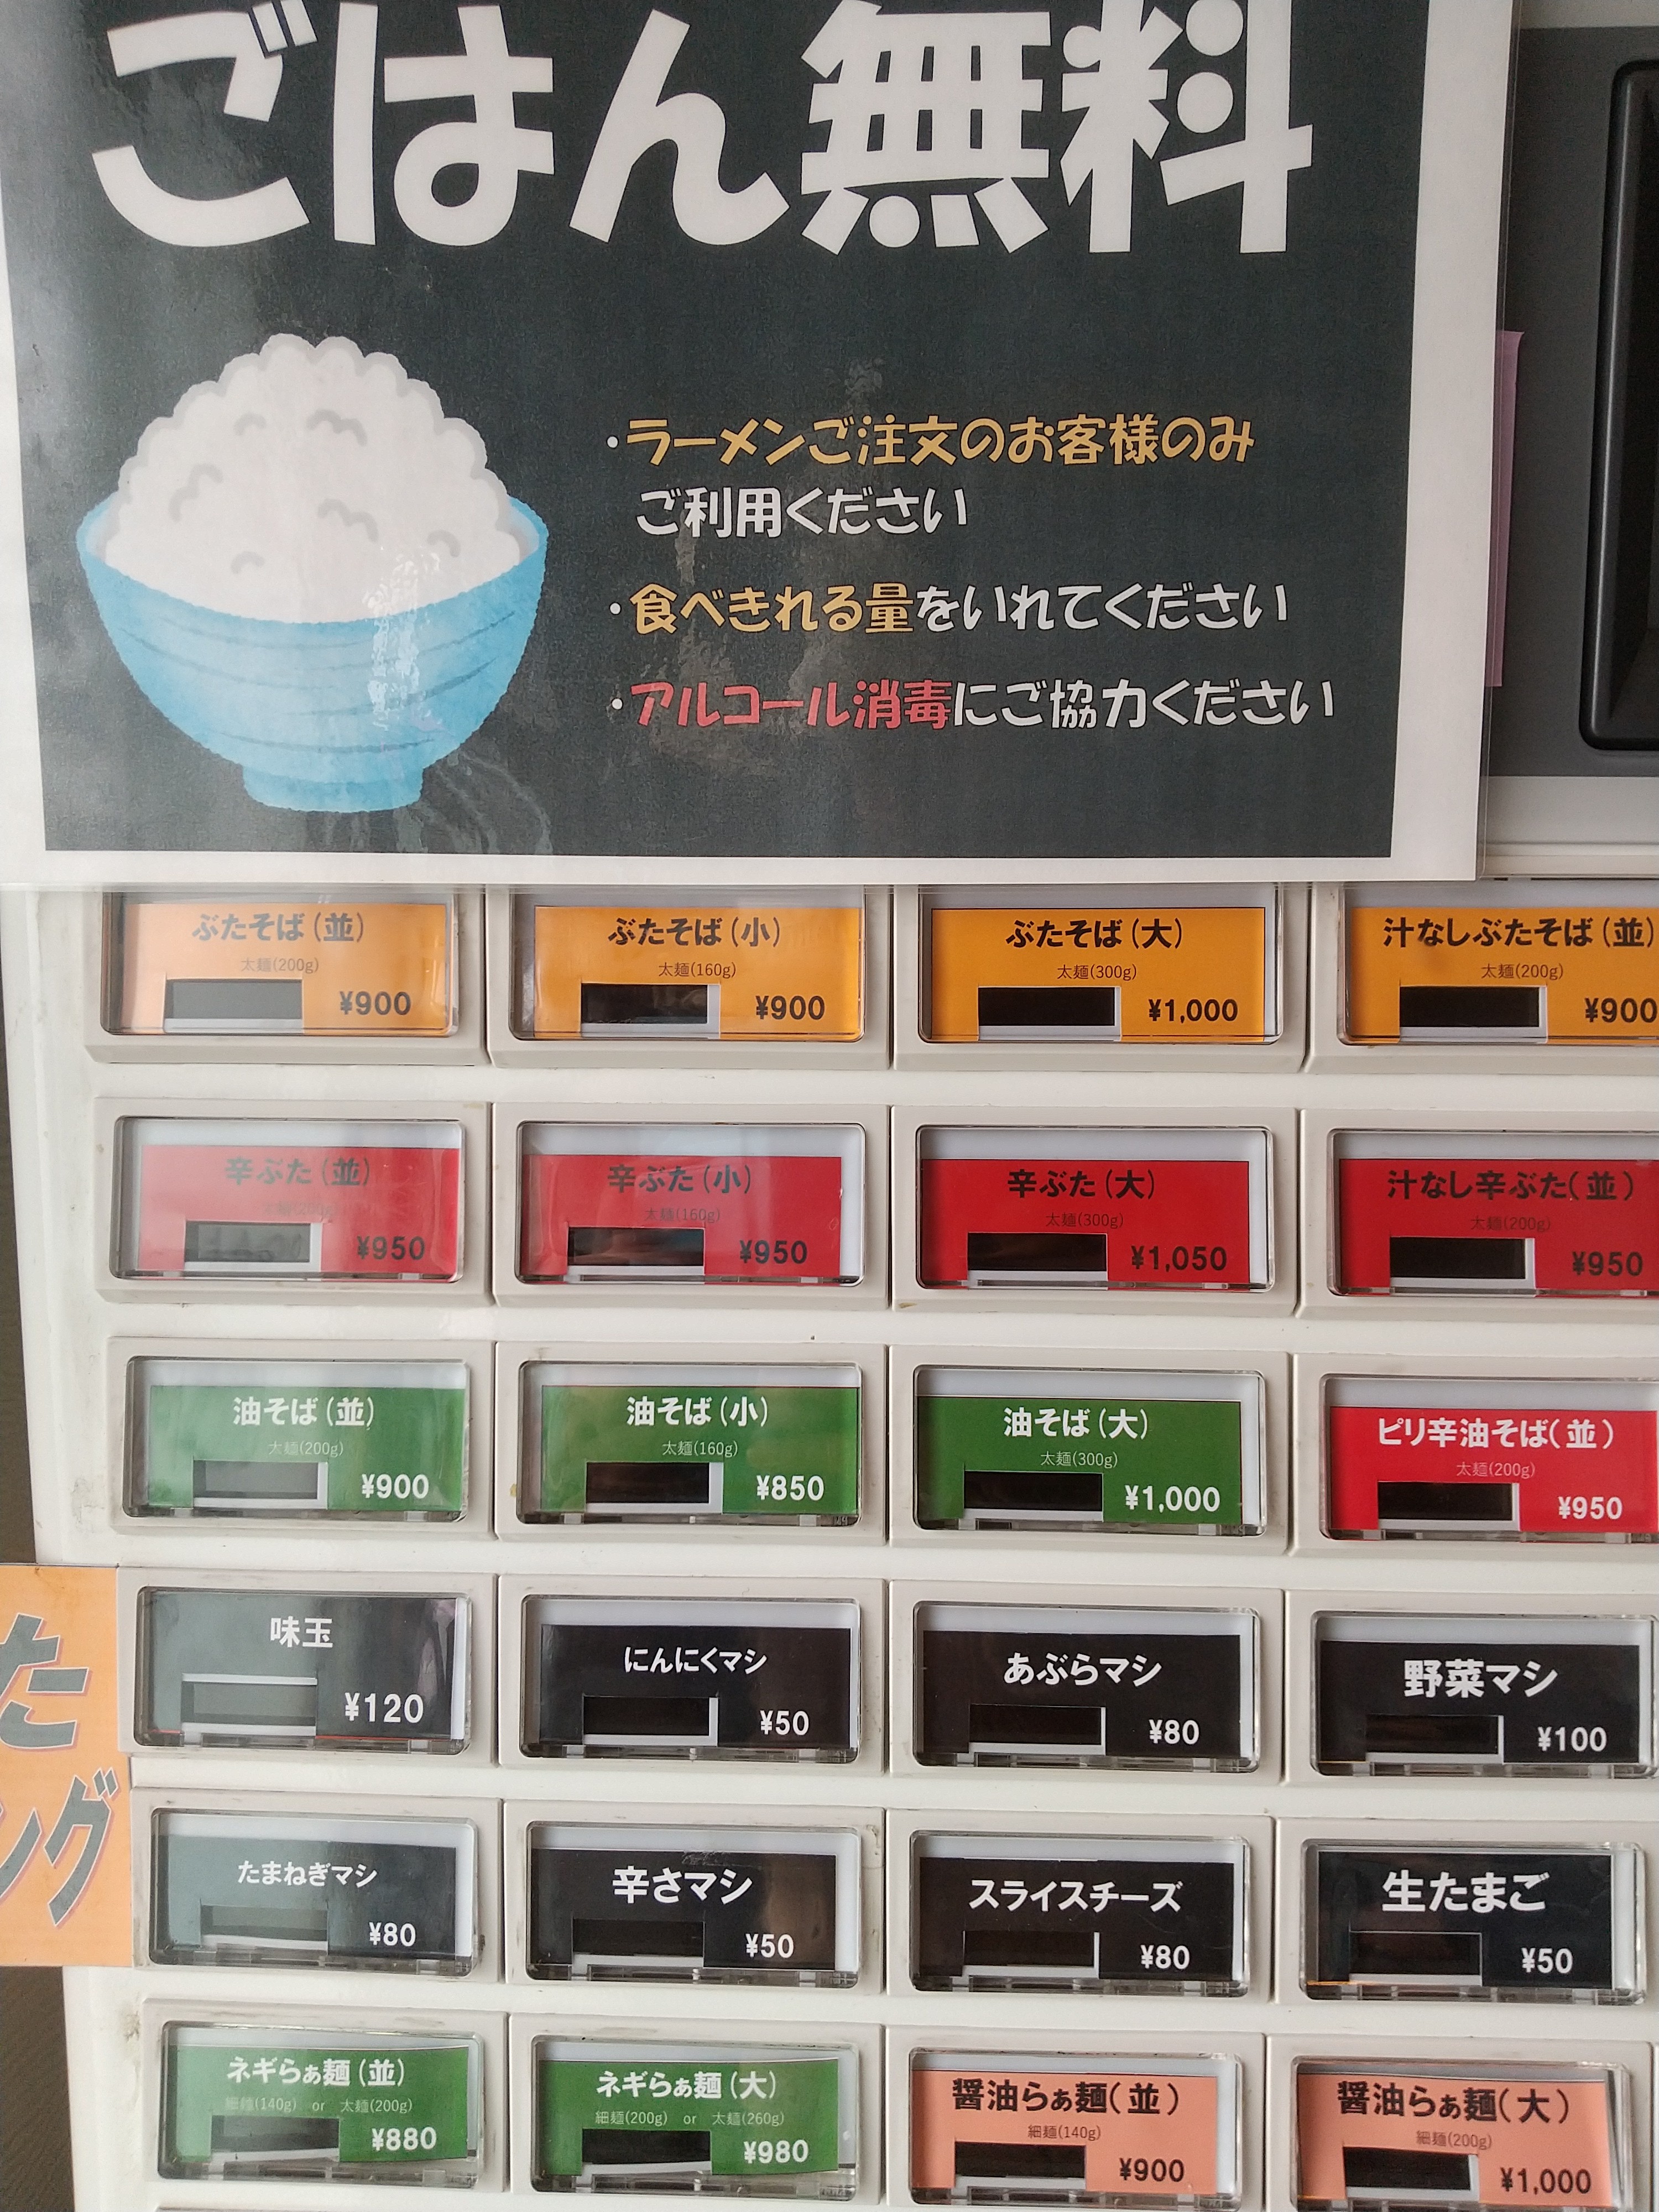 ごはん無料
・ラーメンご注文のお客様のみ
ご利用ください
・食べきれる量をいれてください
・アルコール消毒にご協力ください
ぶたそば(並)
太麺(200g)
¥900
ぶたそば(小)
太麺(160g)
¥900
ぶたそば(大)
太麺(300g)
¥1,000
汁なしぶたそば(並)
太麺(200g)
¥900
辛ぶた(並)
太麺(200g)
¥950
辛ぶた(小)
太麺(160g)
¥950
辛ぶた(大)
太麺(300g)
¥1,050
汁なし辛ぶた(並)
太麺(200g)
¥950
油そば(並)
太麺(200g)
¥900
油そば(小)
太麺(160g)
¥850
油そば(大)
太麺(300g)
¥1,000
ピリ辛油そば(並)
太麺(200g)
¥950
た
ング
味玉
¥120
にんにくマシ
¥50
あぶらマシ
¥80
野菜マシ
¥100
たまねぎマシ
¥80
辛さマシ
¥50
スライスチーズ
¥80
生たまご
¥50
ネギらぁ麺(並)
細麺(140g) or 太麺(200g)
¥880
ネギらぁ麺(大)
細麺(200g) or 太麺(260g)
¥980
醤油らぁ麺(並)
細麺(140g)
¥900
醤油らぁ麺(大)
細麺(200g)
¥1,000